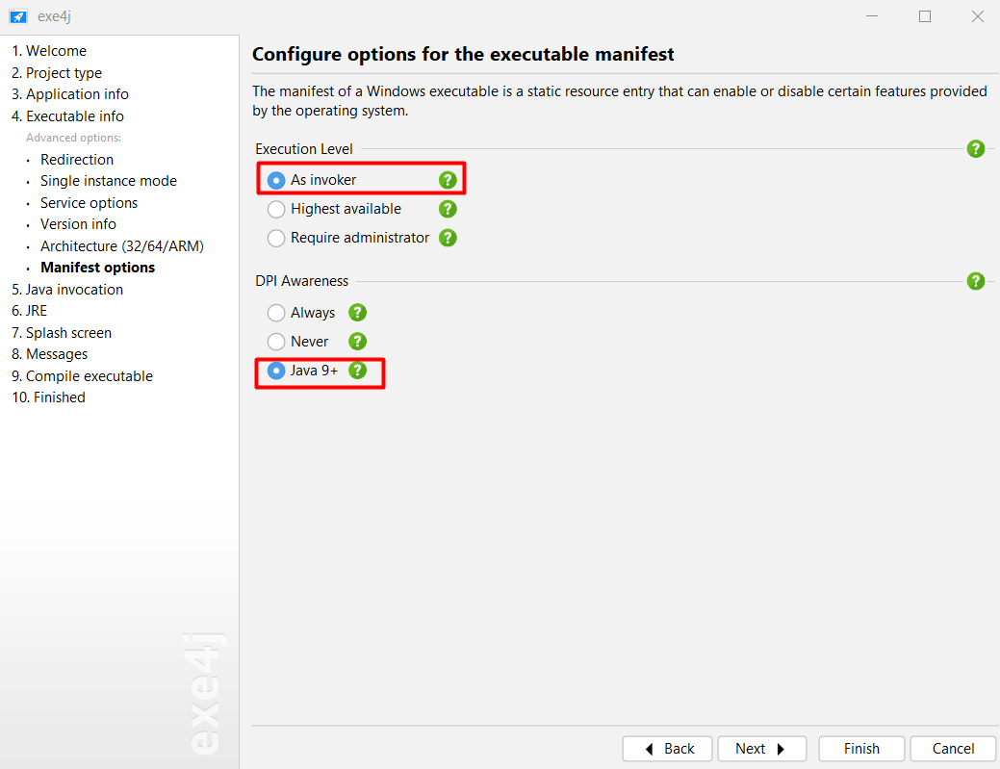 exe4j
1. Welcome
2. Project type
3. Application info
4. Executable info
Advanced options:
· Redirection
· Single instance mode
· Service options
· Version info
· Architecture (32/64/ARM)
· Manifest options
5. Java invocation
6. JRE
7. Splash screen
8. Messages
9. Compile executable
10. Finished
exe4j
Configure options for the executable manifest
The manifest of a Windows executable is a static resource entry that can enable or disable certain features provided
by the operating system.
Execution Level ?
As invoker ?
Highest available ?
Require administrator ?
DPI Awareness ?
Always ?
Never ?
Java 9+ ?
Back
Next
Finish
Cancel